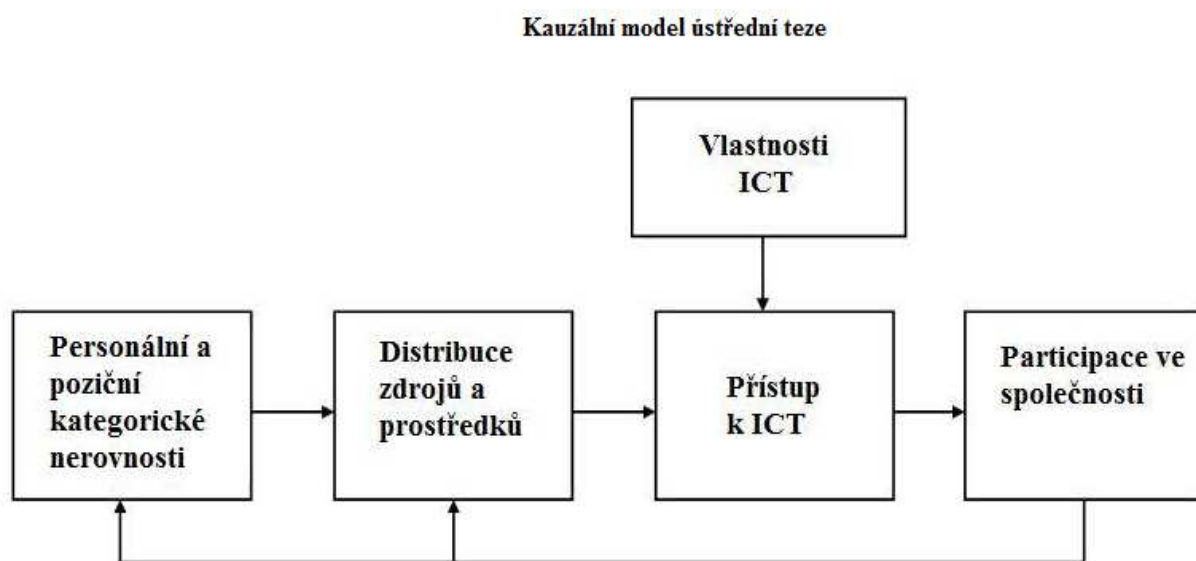 Kauzální model ústřední teze
Vlastnosti
ICT
Personální a
poziční
kategorické
nerovnosti
Distribuce
zdrojů a
prostředků
Přístup
k ICT
Participace ve
společnosti